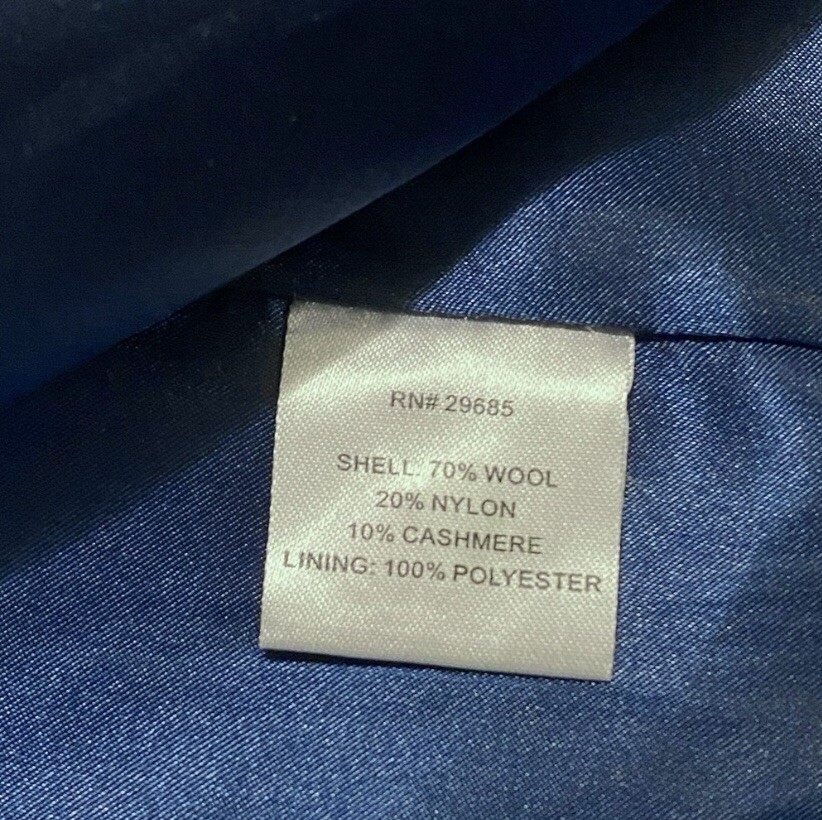 RN# 29685
SHELL: 70% WOOL
20% NYLON
10% CASHMERE
LINING: 100% POLYESTER